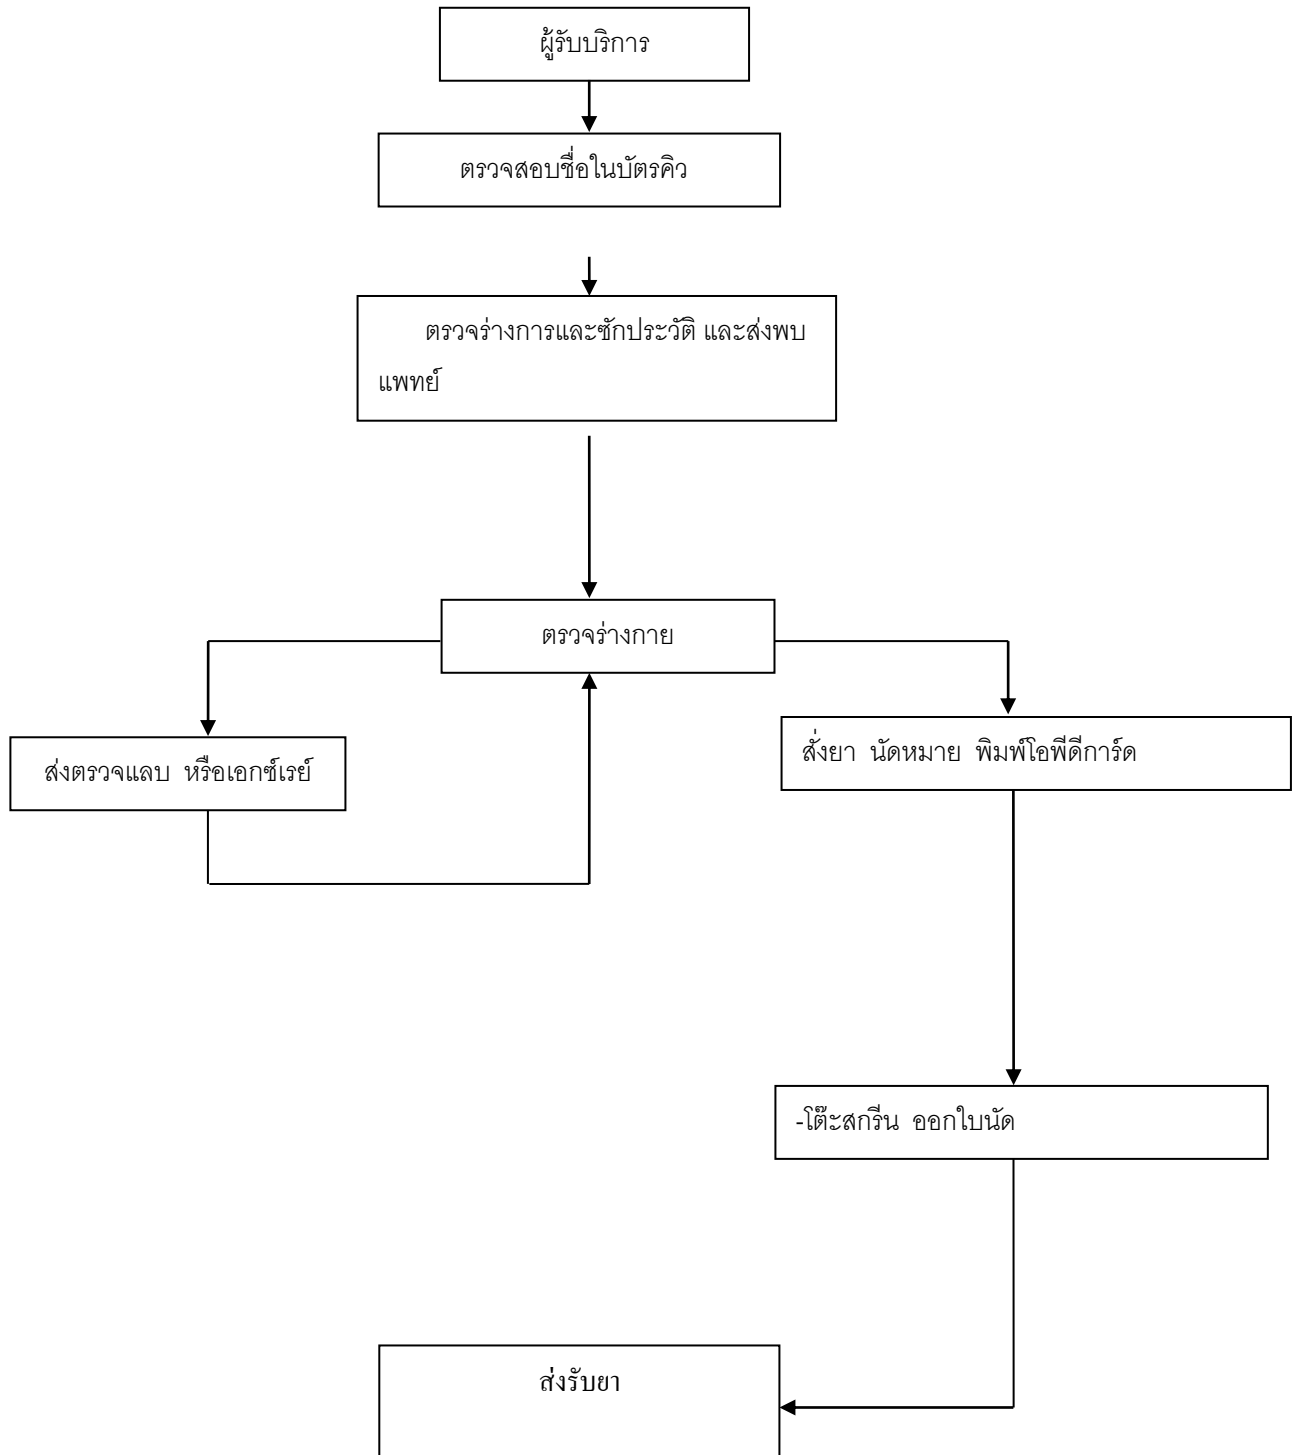 ผู้รับบริการ
ตรวจสอบชื่อในบัตรคิว
ตรวจร่างการและซักประวัติ และส่งพบ
แพทย์
ตรวจร่างกาย
ส่งตรวจแลบ หรือเอกซ์เรย์
สั่งยา นัดหมาย พิมพ์โอพีดีการ์ด
-โต๊ะสกรีน ออกใบนัด
ส่งรับยา